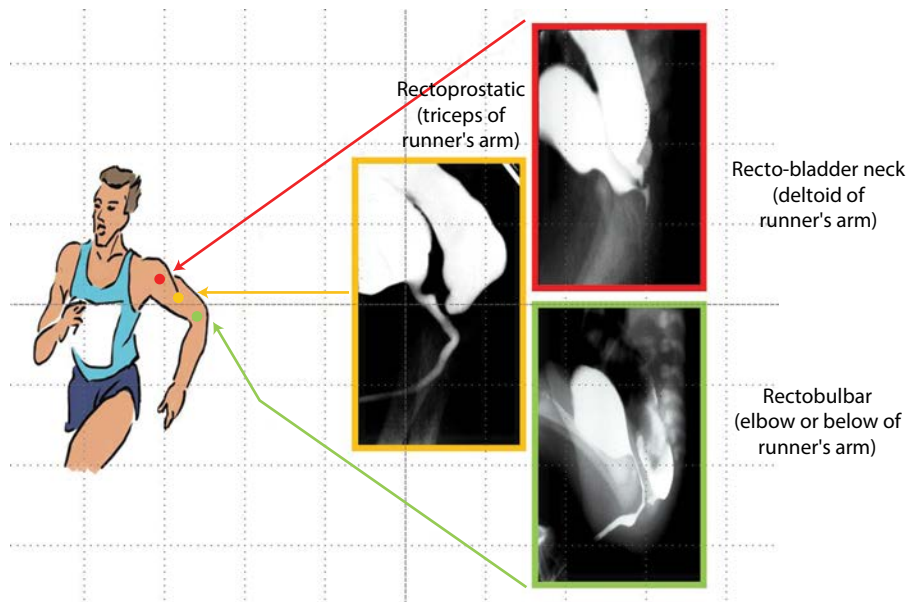 Rectoprostatic
(triceps of
runner's arm)
Recto-bladder neck
(deltoid of
runner's arm)
Rectobulbar
(elbow or below of
runner's arm)